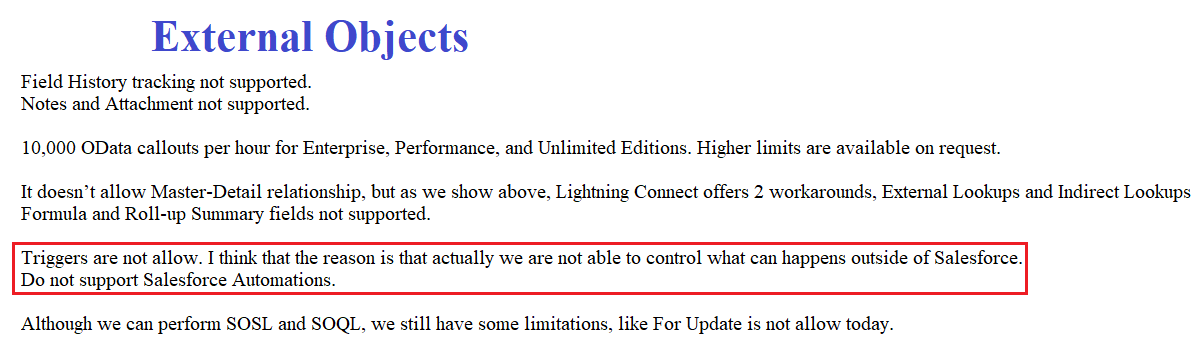 External Objects
Field History tracking not supported.
Notes and Attachment not supported.
10,000 OData callouts per hour for Enterprise, Performance, and Unlimited Editions. Higher limits are available on request.
It doesn’t allow Master-Detail relationship, but as we show above, Lightning Connect offers 2 workarounds, External Lookups and Indirect Lookups
Formula and Roll-up Summary fields not supported.
Triggers are not allow. I think that the reason is that actually we are not able to control what can happens outside of Salesforce.
Do not support Salesforce Automations.
Although we can perform SOSL and SOQL, we still have some limitations, like For Update is not allow today.